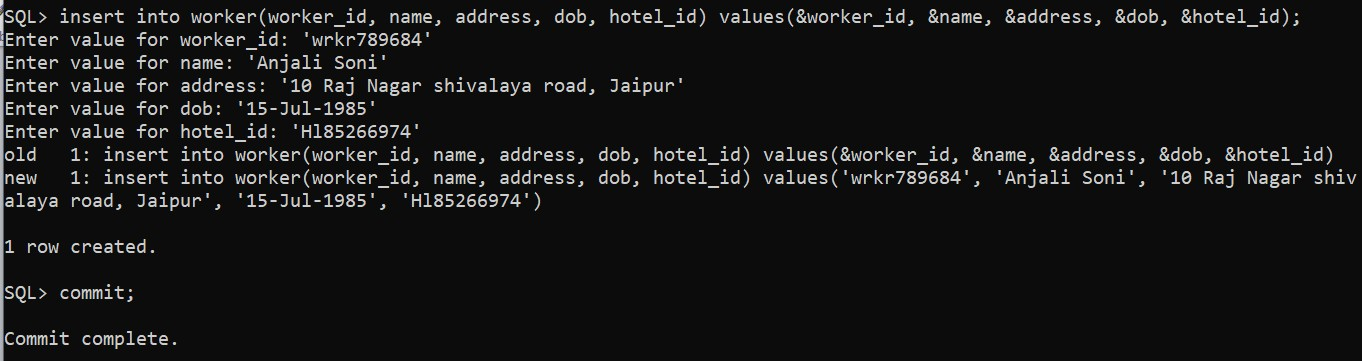 SQL> insert into worker(worker_id, name, address, dob, hotel_id) values(&worker_id, &name, &address, &dob, &hotel_id);
Enter value for worker_id: 'wrkr789684'
Enter value for name: 'Anjali Soni'
Enter value for address: '10 Raj Nagar shivalaya road, Jaipur'
Enter value for dob: '15-Jul-1985'
Enter value for hotel_id: 'Hl85266974'
old   1: insert into worker(worker_id, name, address, dob, hotel_id) values(&worker_id, &name, &address, &dob, &hotel_id)
new   1: insert into worker(worker_id, name, address, dob, hotel_id) values('wrkr789684', 'Anjali Soni', '10 Raj Nagar shiv
alaya road, Jaipur', '15-Jul-1985', 'Hl85266974')
1 row created.
SQL> commit;
Commit complete.